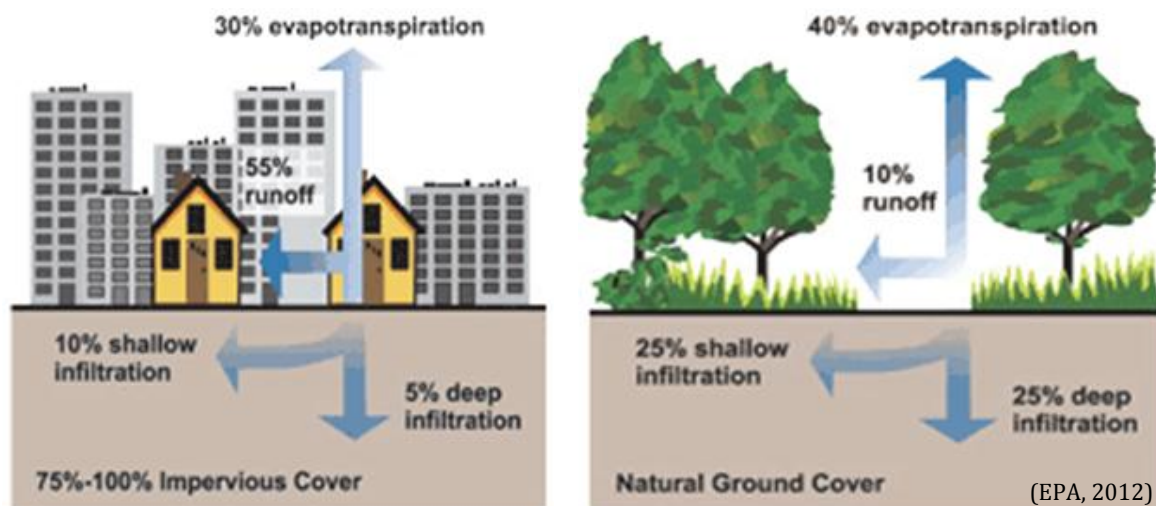 30% evapotranspiration
55%
runoff
10% shallow
infiltration
5% deep
infiltration
75%-100% Impervious Cover
40% evapotranspiration
10%
runoff
25% shallow
infiltration
25% deep
infiltration
Natural Ground Cover
(EPA, 2012)